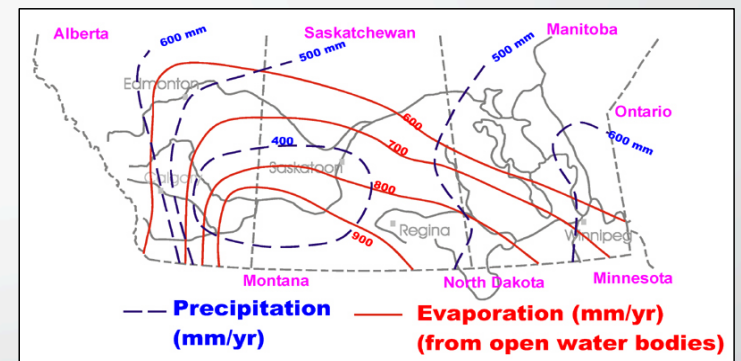 Alberta
600 mm
Saskatchewan
500 mm
500 mm
Manitoba
Edmonton
Ontario
600 mm
600
400
700
Saskatoon
Calgary
800
Regina
900
Winnipeg
Montana
North Dakota
Minnesota
Precipitation
(mm/yr)
Evaporation (mm/yr)
(from open water bodies)